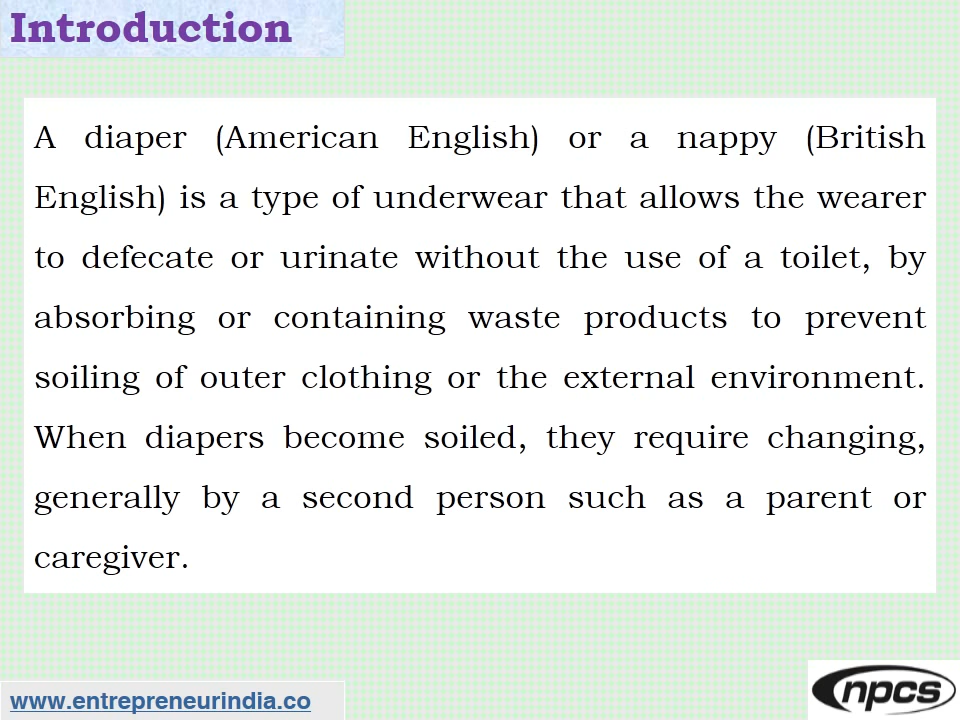 Introduction
A diaper (American English) or a nappy (British
English) is a type of underwear that allows the wearer
to defecate or urinate without the use of a toilet, by
absorbing or containing waste products to prevent
soiling of outer clothing or the external environment.
When diapers become soiled, they require changing,
generally by a second person such as a parent or
caregiver.
www.entrepreneurindia.co
npcs